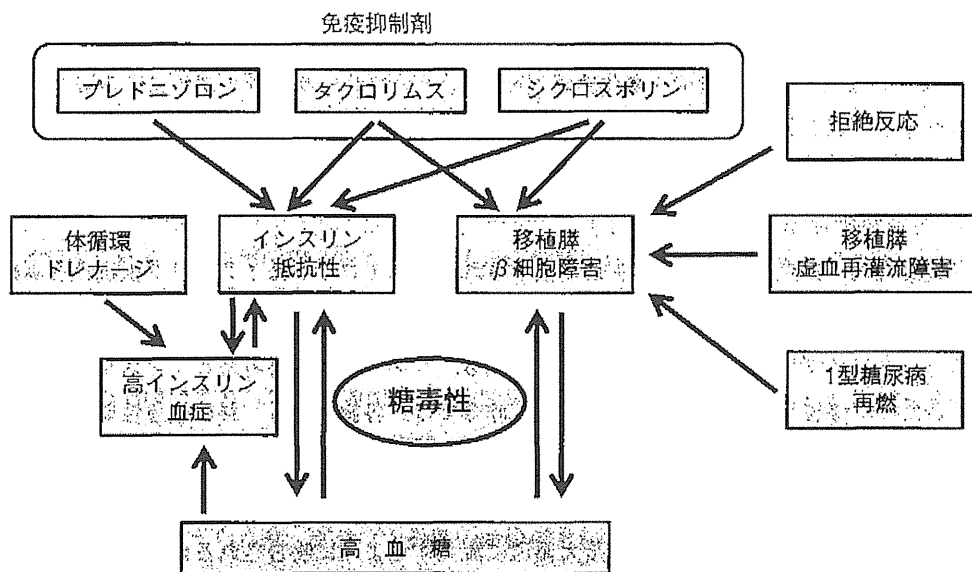 免疫抑制剤
プレドニゾロン
タクロリムス
シクロスポリン
拒絶反応
体循環
ドレナージ
インスリン
抵抗性
移植膵
β細胞障害
移植膵
虚血再灌流障害
高インスリン
血症
糖毒性
1型糖尿病
再燃
高 血 糖